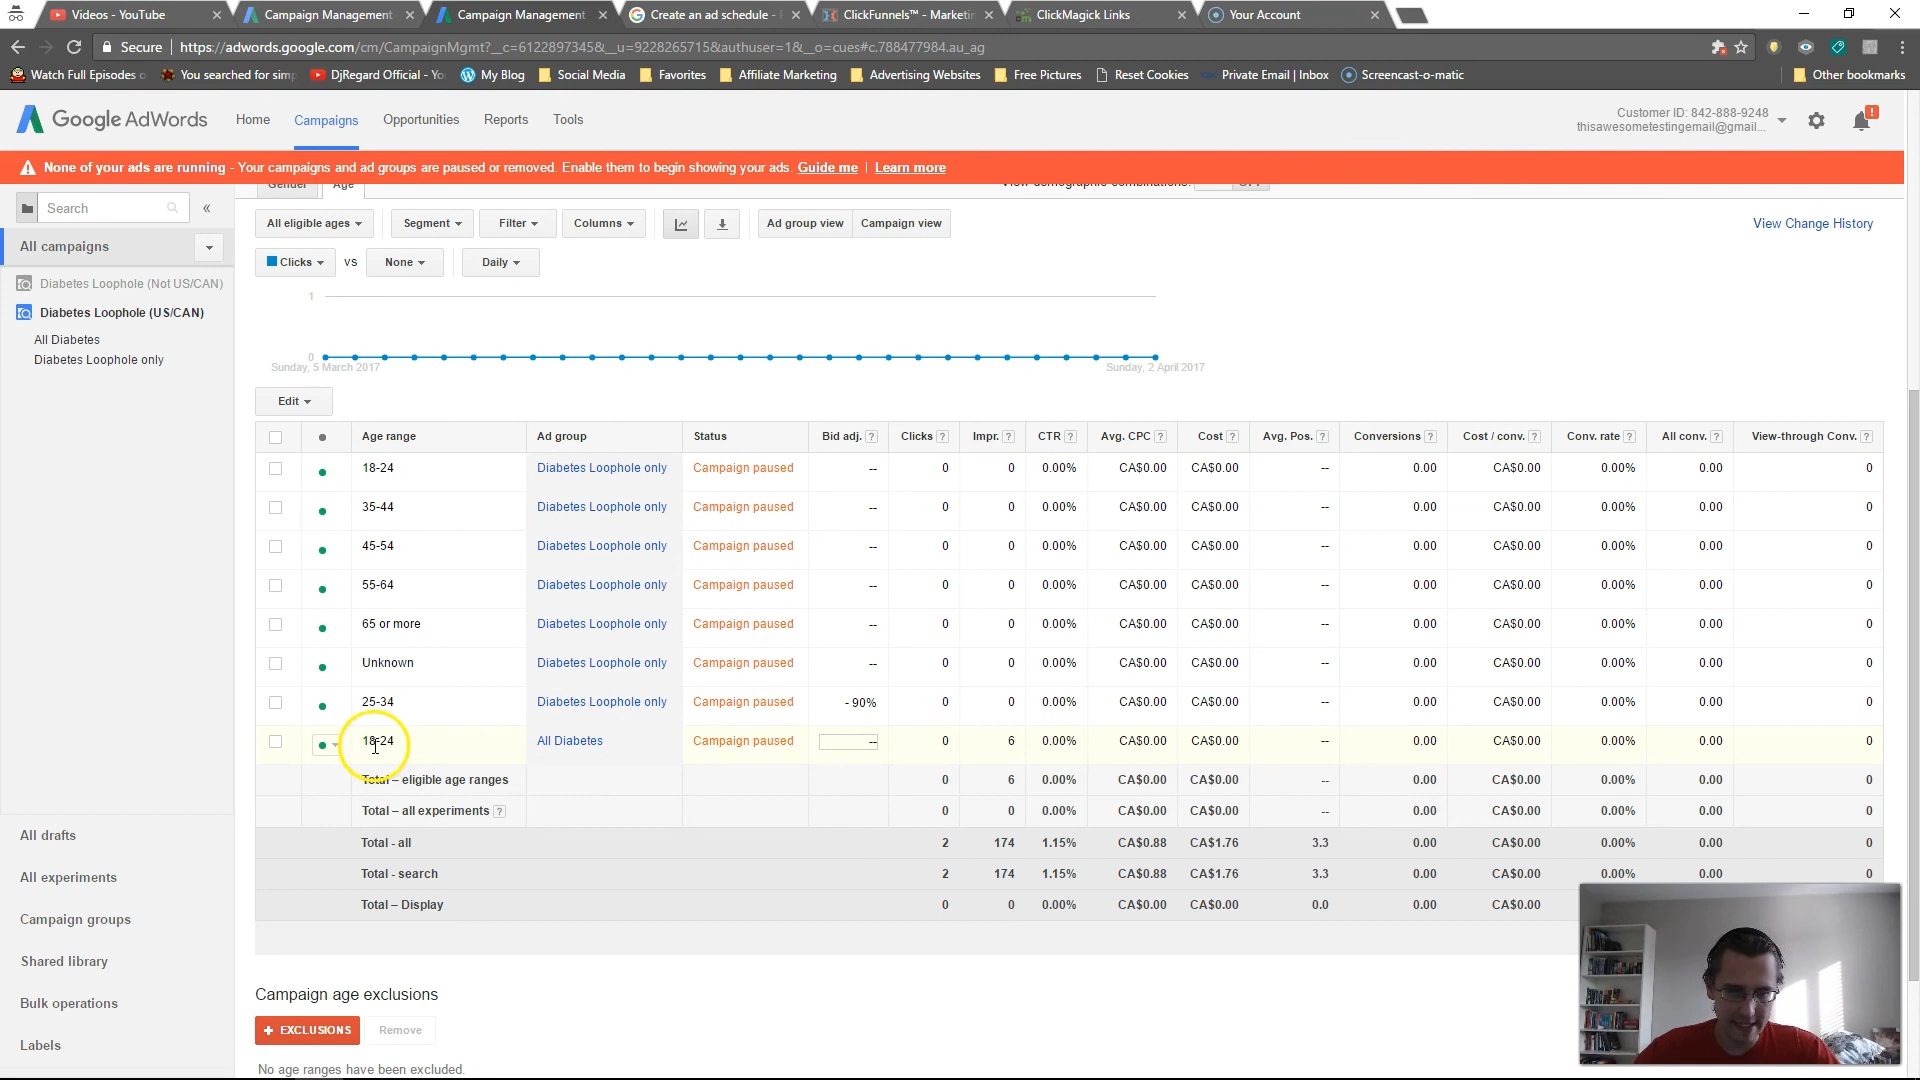 Videos - YouTube
Campaign Management
Campaign Management
Create an ad schedule -
ClickFunnels™ - Marketin
ClickMagick Links
Your Account
Secure | https://adwords.google.com/cm/CampaignMgmt?__c=6122897345&__u=9228265715&authuser=1&__o=cues#c.788477984.au_ag
Watch Full Episodes o
You searched for simp
DjRegard Official - Yo
My Blog
Social Media
Favorites
Affiliate Marketing
Advertising Websites
Free Pictures
Reset Cookies
Private Email | Inbox
Screencast-o-matic
Other bookmarks
Google AdWords
Home Campaigns Opportunities Reports Tools
Customer ID: 842-888-9248
thisawesometestingemail@gmail...
!
None of your ads are running - Your campaigns and ad groups are paused or removed. Enable them to begin showing your ads. Guide me | Learn more
Search «
Gender Age View demographic combinations: OFF
All eligible ages Segment Filter Columns Ad group view Campaign view View Change History
All campaigns
Clicks vs None Daily
Diabetes Loophole (Not US/CAN)
Diabetes Loophole (US/CAN)
All Diabetes
Diabetes Loophole only
1
0
Sunday, 5 March 2017 Sunday, 2 April 2017
Edit
Age range Ad group Status Bid adj. ? Clicks ? Impr. ? CTR ? Avg. CPC ? Cost ? Avg. Pos. ? Conversions ? Cost / conv. ? Conv. rate ? All conv. ? View-through Conv. ?
18-24 Diabetes Loophole only Campaign paused -- 0 0 0.00% CA$0.00 CA$0.00 -- 0.00 CA$0.00 0.00% 0.00 0
35-44 Diabetes Loophole only Campaign paused -- 0 0 0.00% CA$0.00 CA$0.00 -- 0.00 CA$0.00 0.00% 0.00 0
45-54 Diabetes Loophole only Campaign paused -- 0 0 0.00% CA$0.00 CA$0.00 -- 0.00 CA$0.00 0.00% 0.00 0
55-64 Diabetes Loophole only Campaign paused -- 0 0 0.00% CA$0.00 CA$0.00 -- 0.00 CA$0.00 0.00% 0.00 0
65 or more Diabetes Loophole only Campaign paused -- 0 0 0.00% CA$0.00 CA$0.00 -- 0.00 CA$0.00 0.00% 0.00 0
Unknown Diabetes Loophole only Campaign paused -- 0 0 0.00% CA$0.00 CA$0.00 -- 0.00 CA$0.00 0.00% 0.00 0
25-34 Diabetes Loophole only Campaign paused - 90% 0 0 0.00% CA$0.00 CA$0.00 -- 0.00 CA$0.00 0.00% 0.00 0
18-24 All Diabetes Campaign paused -- 0 6 0.00% CA$0.00 CA$0.00 -- 0.00 CA$0.00 0.00% 0.00 0
Total – eligible age ranges 0 6 0.00% CA$0.00 CA$0.00 -- 0.00 CA$0.00 0.00% 0.00 0
Total – all experiments ? 0 0 0.00% CA$0.00 CA$0.00 -- 0.00 CA$0.00 0.00% 0.00 0
Total - all 2 174 1.15% CA$0.88 CA$1.76 3.3 0.00 CA$0.00 0.00% 0.00 0
Total - search 2 174 1.15% CA$0.88 CA$1.76 3.3 0.00 CA$0.00 0.00% 0.00 0
Total – Display 0 0 0.00% CA$0.00 CA$0.00 0.0 0.00 CA$0.00
All drafts
All experiments
Campaign groups
Shared library
Bulk operations
Labels
Campaign age exclusions
+ EXCLUSIONS Remove
No age ranges have been excluded.